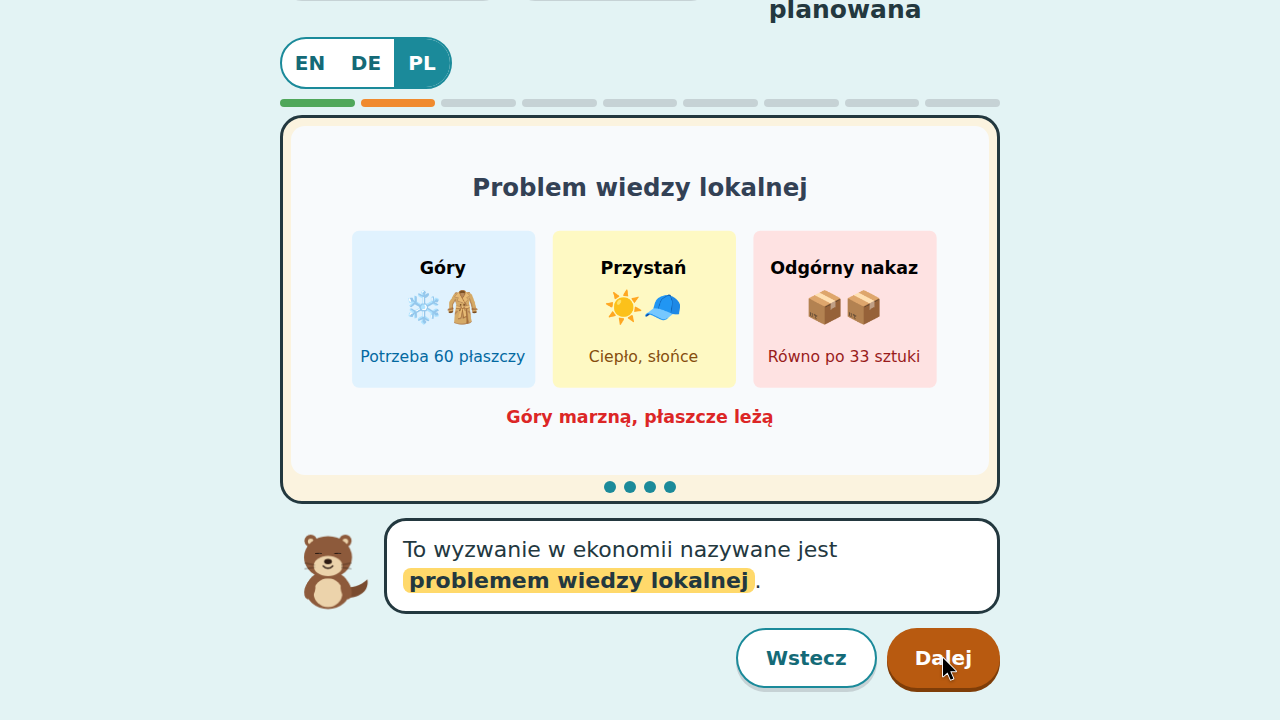 planowana
EN DE PL
Problem wiedzy lokalnej
Góry
Potrzeba 60 płaszczy
Przystań
Ciepło, słońce
Odgórny nakaz
Równo po 33 sztuki
Góry marzną, płaszcze leżą
To wyzwanie w ekonomii nazywane jest
problemem wiedzy lokalnej.
Wstecz
Dalej